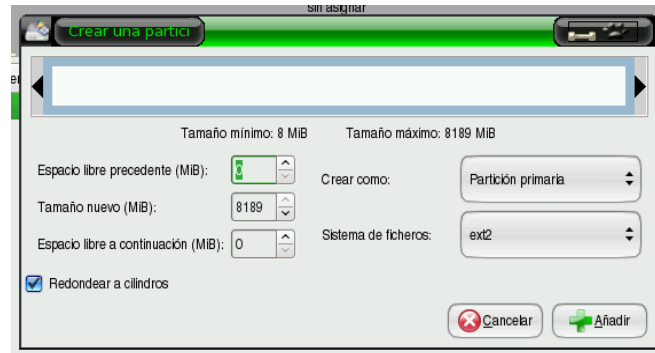 sin asignar
Crear una partici
Tamaño mínimo: 8 MiB Tamaño máximo: 8189 MiB
Espacio libre precedente (MiB): 0
Crear como: Partición primaria
Tamaño nuevo (MiB): 8189
Sistema de ficheros: ext2
Espacio libre a continuación (MiB): 0
Redondear a cilindros
Cancelar Añadir